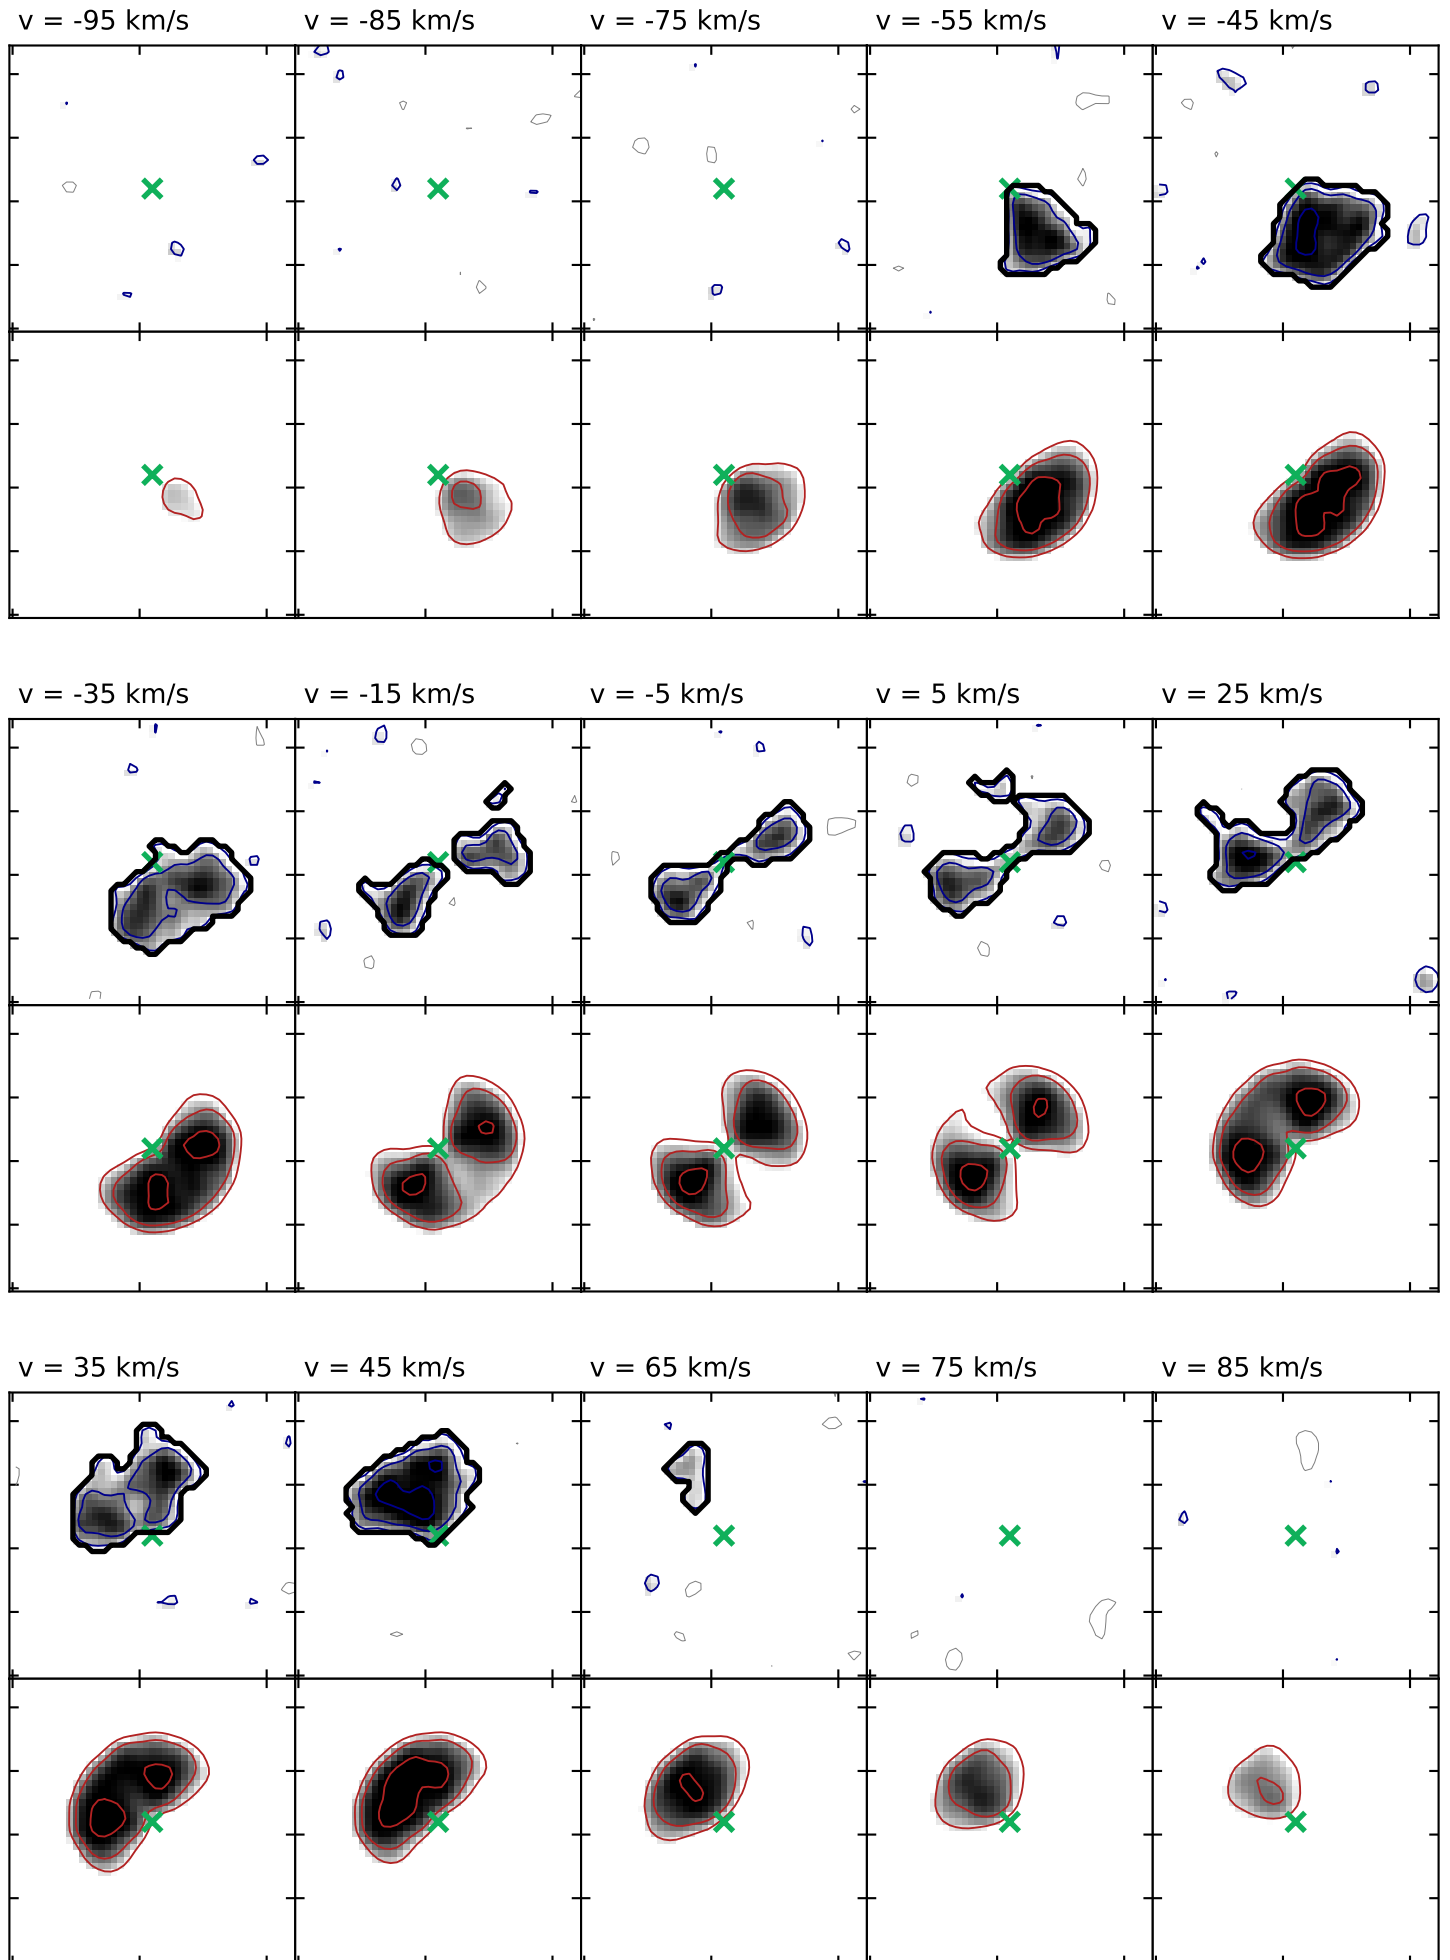 v = -95 km/s v = -85 km/s v = -75 km/s v = -55 km/s v = -45 km/s
v = -35 km/s v = -15 km/s v = -5 km/s v = 5 km/s v = 25 km/s
v = 35 km/s v = 45 km/s v = 65 km/s v = 75 km/s v = 85 km/s